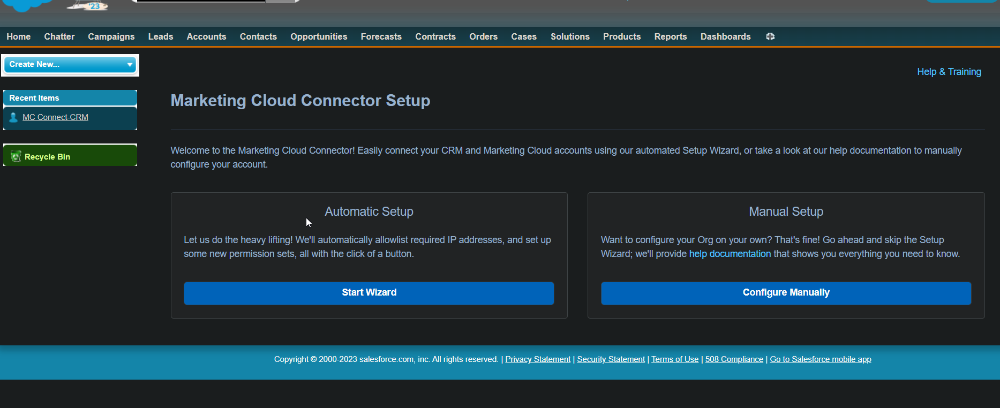 '23
Home Chatter Campaigns Leads Accounts Contacts Opportunities Forecasts Contracts Orders Cases Solutions Products Reports Dashboards
Create New...
Help & Training
Recent Items
MC Connect-CRM
Recycle Bin
Marketing Cloud Connector Setup
Welcome to the Marketing Cloud Connector! Easily connect your CRM and Marketing Cloud accounts using our automated Setup Wizard, or take a look at our help documentation to manually
configure your account.
Automatic Setup
Let us do the heavy lifting! We'll automatically allowlist required IP addresses, and set up
some new permission sets, all with the click of a button.
Start Wizard
Manual Setup
Want to configure your Org on your own? That's fine! Go ahead and skip the Setup
Wizard; we'll provide help documentation that shows you everything you need to know.
Configure Manually
Copyright © 2000-2023 salesforce.com, inc. All rights reserved. | Privacy Statement | Security Statement | Terms of Use | 508 Compliance | Go to Salesforce mobile app